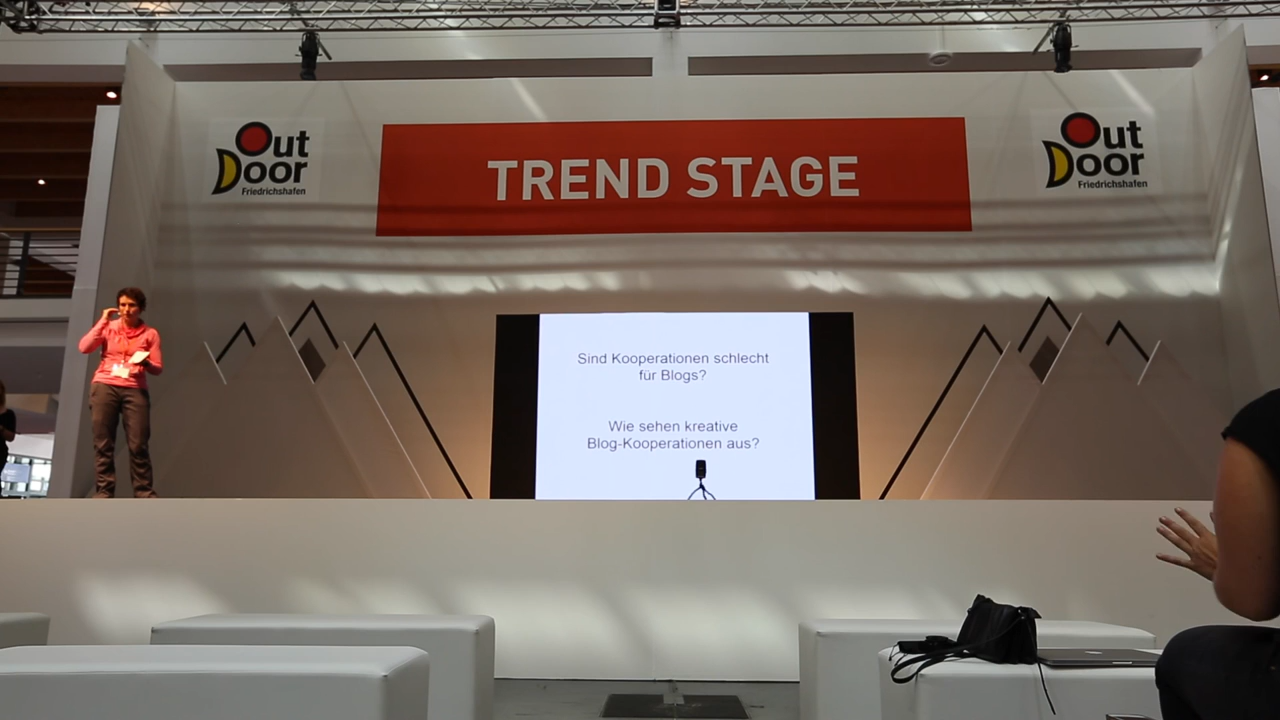 Out
Door
Friedrichshafen
TREND STAGE
Out
Door
Friedrichshafen
Sind Kooperationen schlecht
für Blogs?
Wie sehen kreative
Blog-Kooperationen aus?